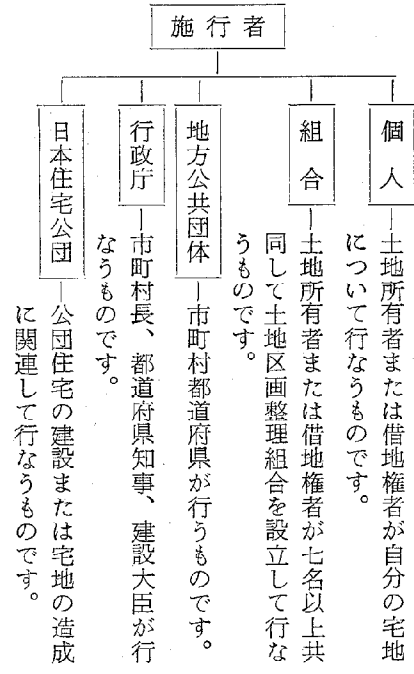 施行者
個人
土地所有者または借地権者が自分の宅地
について行なうものです。
組合
土地所有者または借地権者が七名以上共
同して土地区画整理組合を設立して行な
うものです。
地方公共団体
市町村都道府県が行うものです。
行政庁
市町村長、都道府県知事、建設大臣が行
なうものです。
日本住宅公団
公団住宅の建設または宅地の造成
に関連して行なうものです。